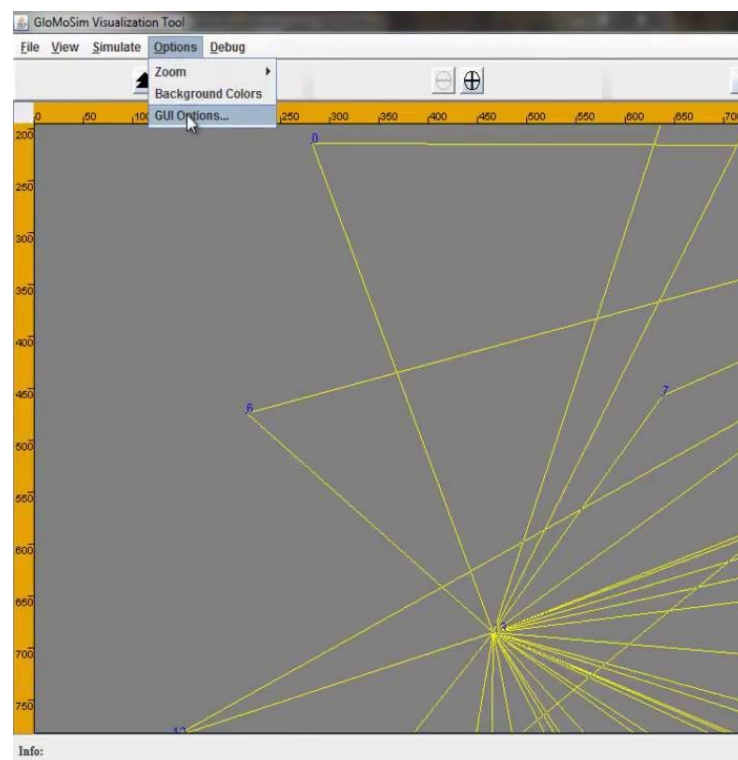 GloMoSim Visualization Tool
File View Simulate Options Debug
Zoom
Background Colors
GUI Options...
0 50 100 250 300 350 400 450 500 550 600 650 700
200
250
300
350
400
450
500
550
600
650
700
750
0
6
7
Info: